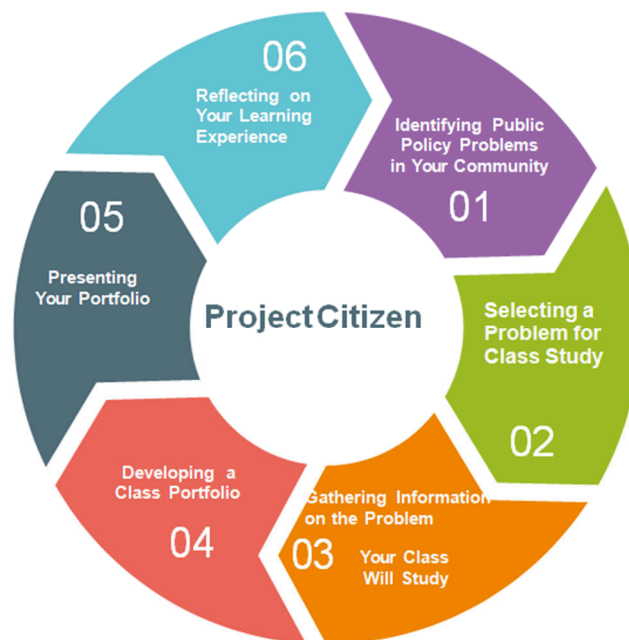 Project Citizen
Identifying Public
Policy Problems
in Your Community
01
Selecting a
Problem for
Class Study
02
Gathering Information
on the Problem
03
Your Class
Will Study
Developing a
Class Portfolio
04
05
Presenting
Your Portfolio
06
Reflecting on
Your Learning
Experience